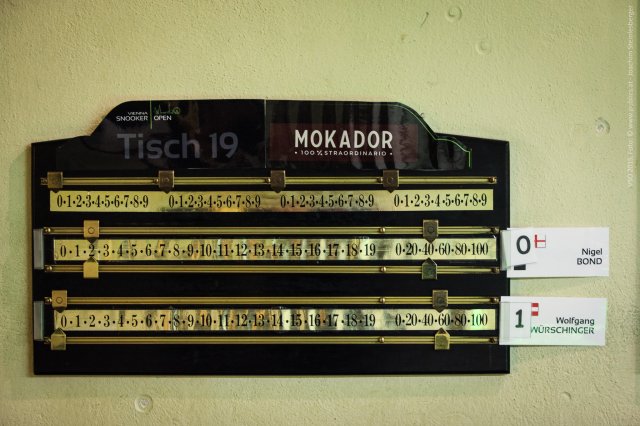 VIENNA
SNOOKER OPEN
Tisch 19
MOKADOR
100%STRAORDINARIO
0·1·2·3·4·5·6·7·8·9 0·1·2·3·4·5·6·7·8·9 0·1·2·3·4·5·6·7·8·9 0·1·2·3·4·5·6·7·8·9
0·1·2·3·4·5·6·7·8·9·10·11·12·13·14·15·16·17·18·19 0·20·40·60·80·100
0
Nigel
BOND
0·1·2·3·4·5·6·7·8·9·10·11·12·13·14·15·16·17·18·19 0·20·40·60·80·100
1
Wolfgang
WÜRSCHINGER